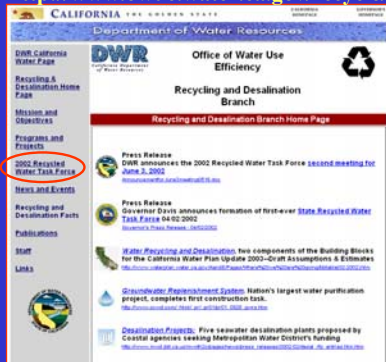 CALIFORNIA THE GOLDEN STATE
Department of Water Resources
DWR California
Water Page
Recycling &
Desalination Home
Page
Mission and
Objectives
Programs and
Projects
2002 Recycled
Water Task Force
News and Events
Recycling and
Desalination Facts
Publications
Staff
Links
DWR
Office of Water Use
Efficiency
Recycling and Desalination
Branch
Recycling and Desalination Branch Home Page
Press Release
DWR announces the 2002 Recycled Water Task Force second meeting for
June 3, 2002
Press Release
Governor Davis announces formation of first-ever State Recycled Water
Task Force 04/02/2002
Governor's Press Release - 04/02/2002
Water Recycling and Desalination, two components of the Building Blocks
for the California Water Plan Update 2003--Draft Assumptions & Estimates
Groundwater Replenishment System. Nation's largest water purification
project, completes first construction task.
Desalination Projects: Five seawater desalination plants proposed by
Coastal agencies seeking Metropolitan Water District's funding